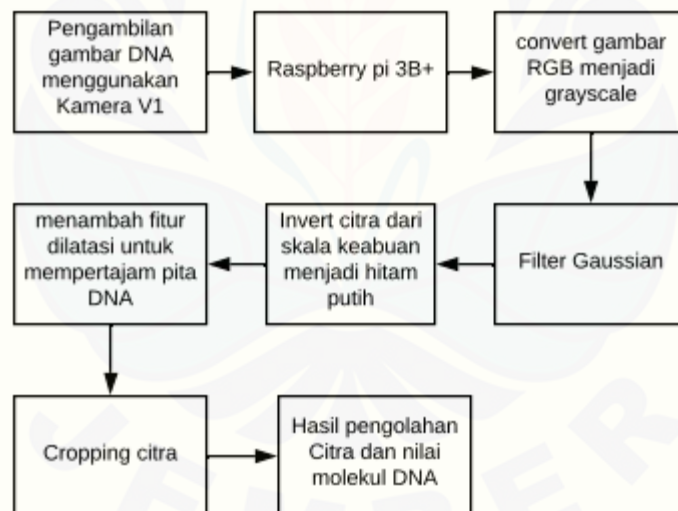 Pengambilan
gambar DNA
menggunakan
Kamera V1
Raspberry pi 3B+
convert gambar
RGB menjadi
grayscale
Filter Gaussian
Invert citra dari
skala keabuan
menjadi hitam
putih
menambah fitur
dilatasi untuk
mempertajam pita
DNA
Cropping citra
Hasil pengolahan
Citra dan nilai
molekul DNA